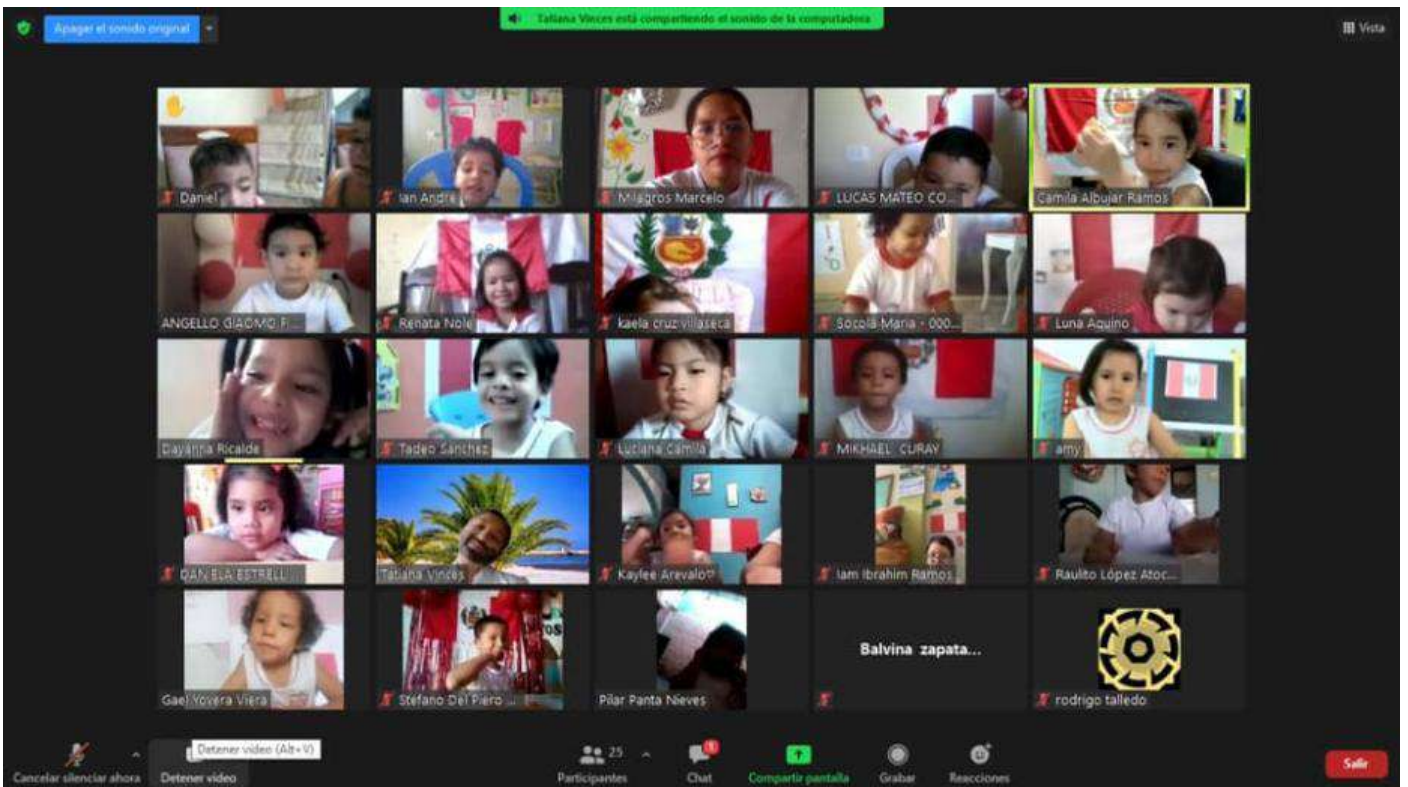 Apagar el sonido original
Tatiana Vinces está compartiendo el sonido de la computadora
Vista
Daniel
Ian Andre
Milagros Marcelo
LUCAS MATEO CO...
Camila Albujar Ramos
ANGELLO GIAOMO F...
Renata Nole
kaela cruz villaseca
Socola Maria - 000...
Luna Aquino
Dayanna Ricalde
Tadeo Sanchez
Luciana Camila
MIKHAEL CURAY
amy
DANIELA ESTRELL...
Tatiana Vinces
Kaylee Arevalo♡
Iam Ibrahim Ramos
Raulito López Atoc...
Gael Yovera Viera
Stefano Del Piero ...
Pilar Panta Nieves
Balvina zapata...
rodrigo talledo
Detener video (Alt+V)
25
1
Cancelar silenciar ahora
Detener video
Participantes
Chat
Compartir pantalla
Grabar
Reacciones
Salir